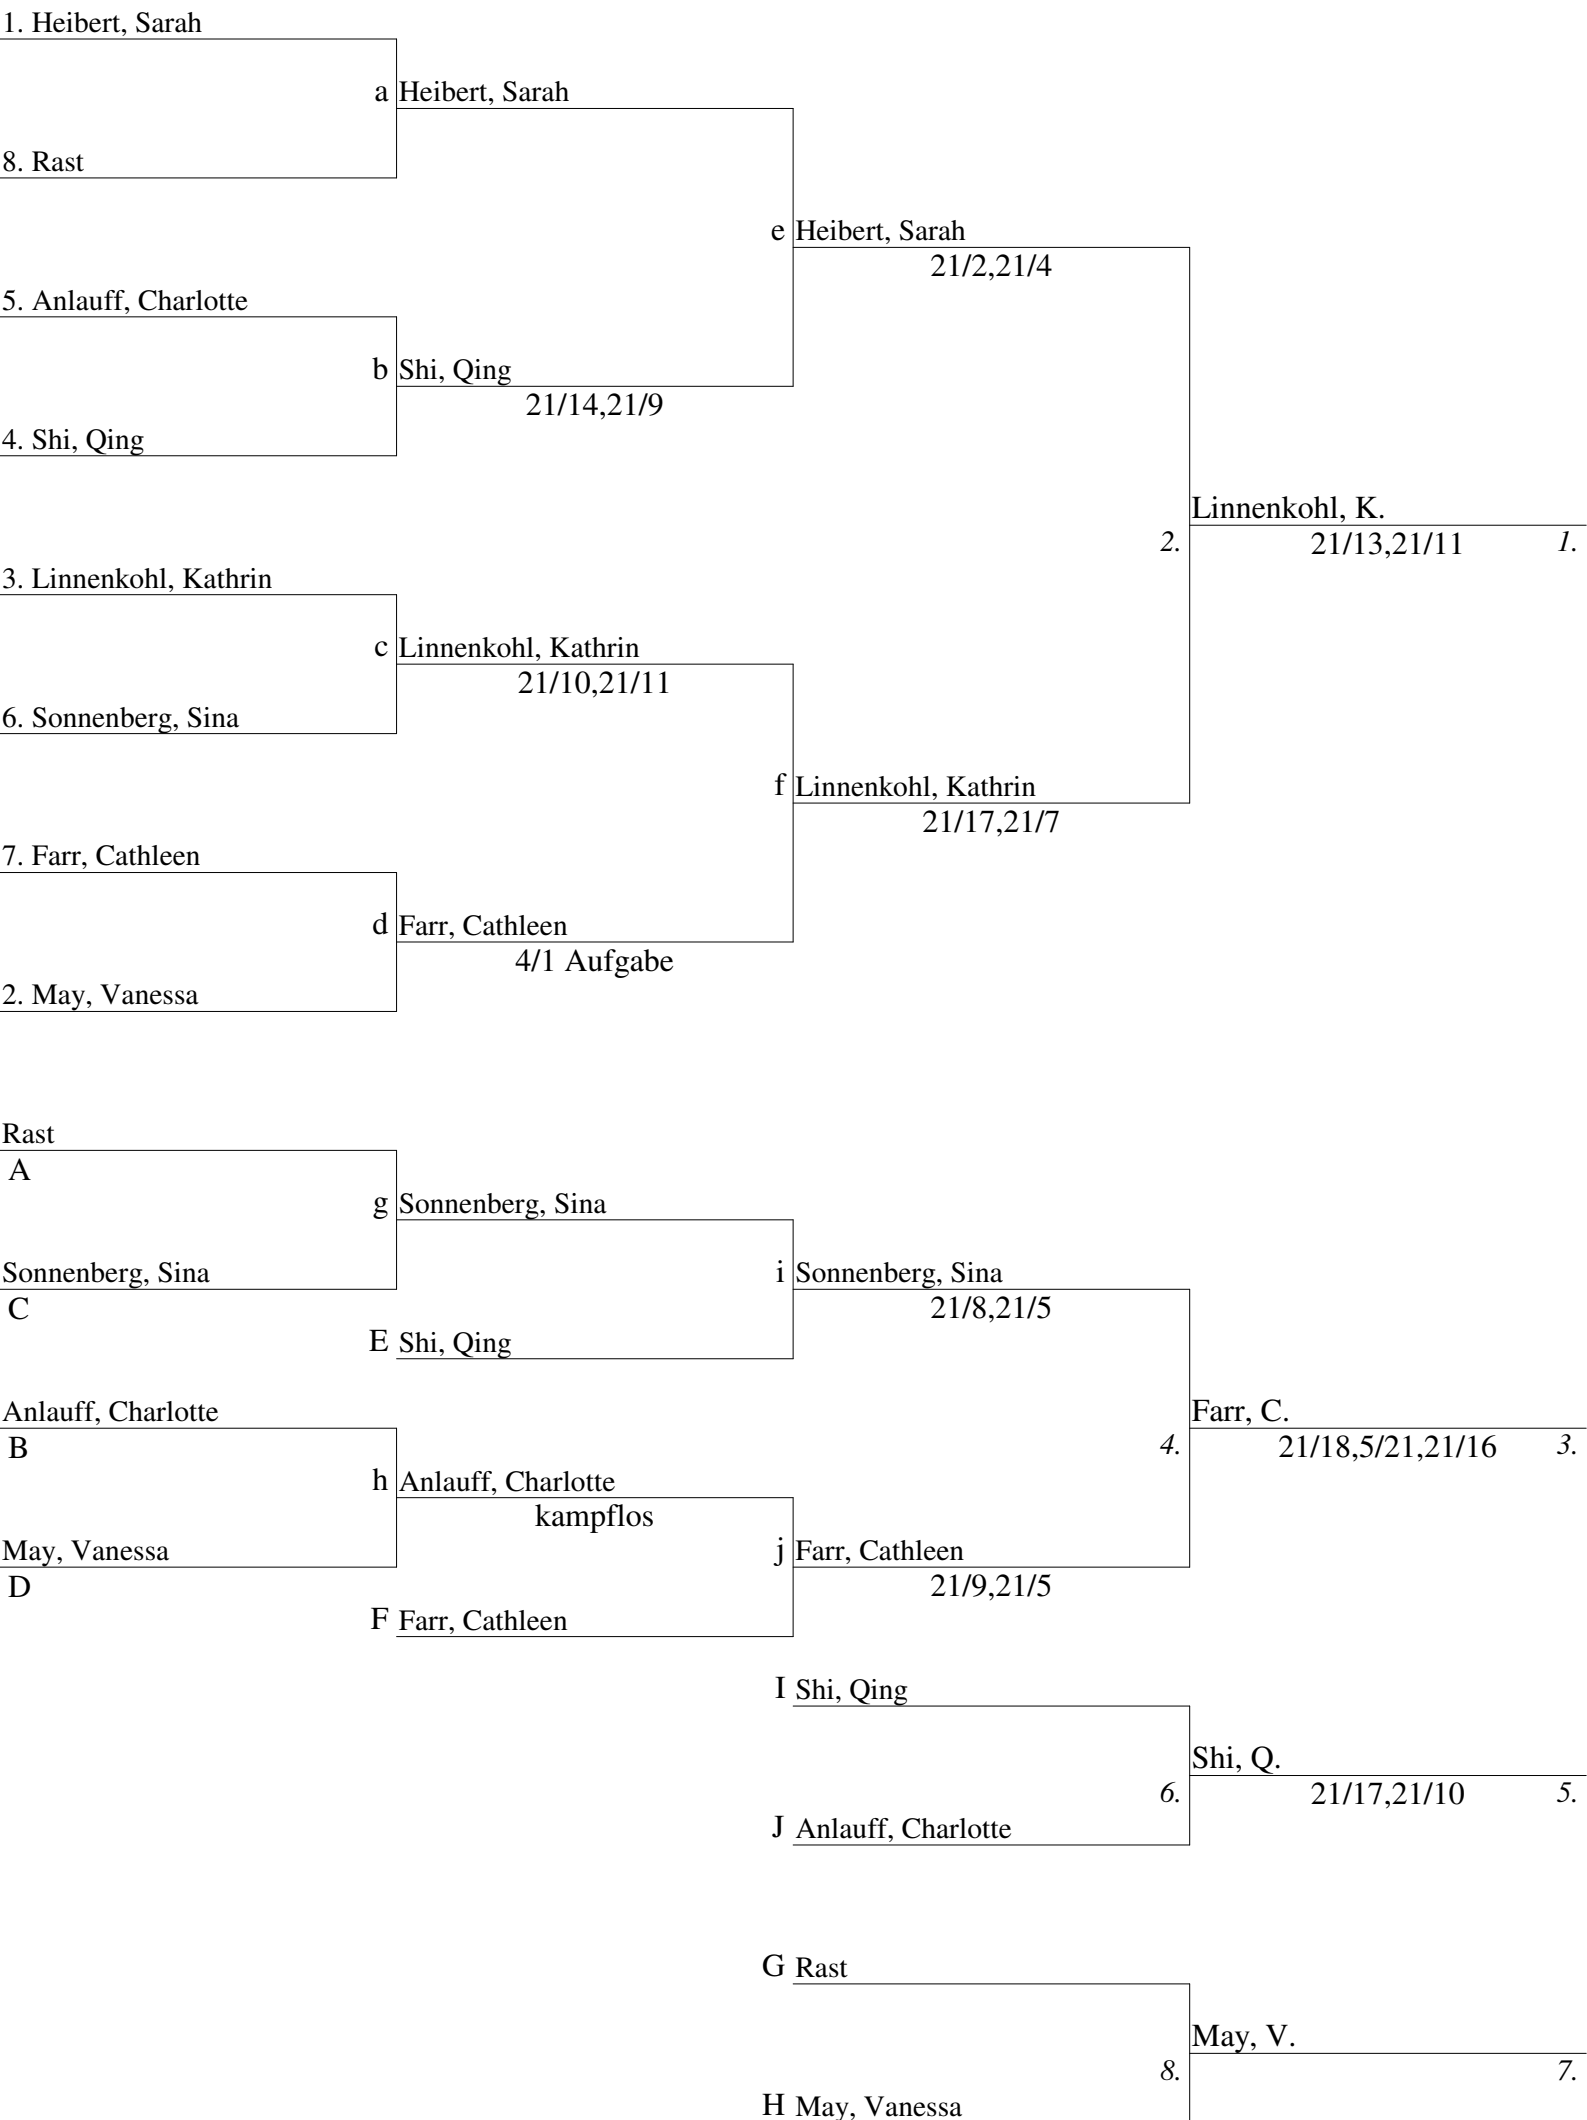 1. Heibert, Sarah
a Heibert, Sarah
8. Rast
e Heibert, Sarah
21/2,21/4
5. Anlauff, Charlotte
b Shi, Qing
21/14,21/9
4. Shi, Qing
Linnenkohl, K.
2. 21/13,21/11 1.
3. Linnenkohl, Kathrin
c Linnenkohl, Kathrin
21/10,21/11
6. Sonnenberg, Sina
f Linnenkohl, Kathrin
21/17,21/7
7. Farr, Cathleen
d Farr, Cathleen
4/1 Aufgabe
2. May, Vanessa
Rast
A
g Sonnenberg, Sina
Sonnenberg, Sina
i Sonnenberg, Sina
C
21/8,21/5
E Shi, Qing
Anlauff, Charlotte
Farr, C.
B
4. 21/18,5/21,21/16 3.
h Anlauff, Charlotte
kampflos
May, Vanessa
j Farr, Cathleen
D
21/9,21/5
F Farr, Cathleen
I Shi, Qing
Shi, Q.
6. 21/17,21/10 5.
J Anlauff, Charlotte
G Rast
May, V.
8. 7.
H May, Vanessa